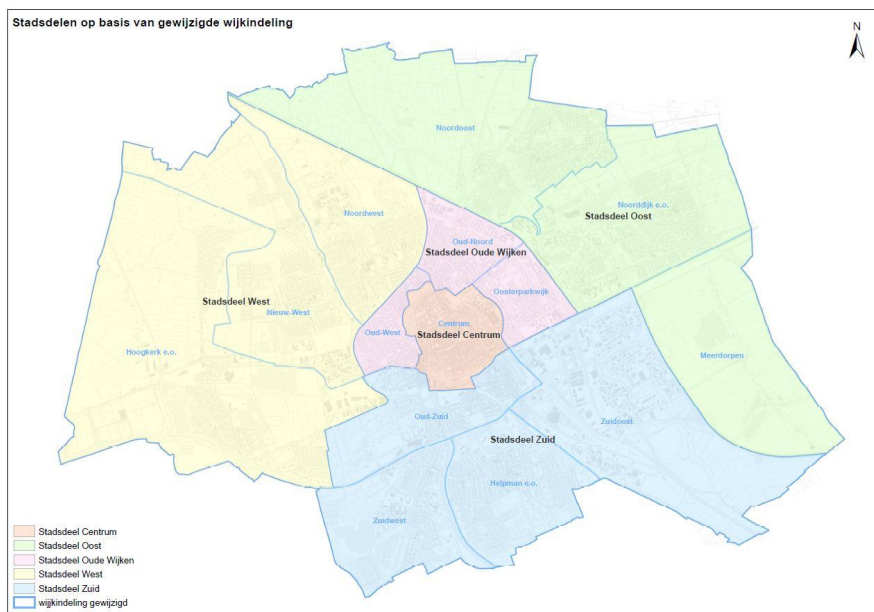 Stadsdelen op basis van gewijzigde wijkindeling
N
Noordoost
Noorddijk e.o.
Stadsdeel Oost
Noordwest
Oud-Noord
Stadsdeel Oude Wijken
Oosterparkwijk
Stadsdeel West
Nieuw-West
Centrum
Stadsdeel Centrum
Oud-West
Hoogkerk e.o.
Meerdorpen
Oud-Zuid
Zuidoost
Stadsdeel Zuid
Helpman e.o.
Zuidwest
Stadsdeel Centrum
Stadsdeel Oost
Stadsdeel Oude Wijken
Stadsdeel West
Stadsdeel Zuid
wijkindeling gewijzigd